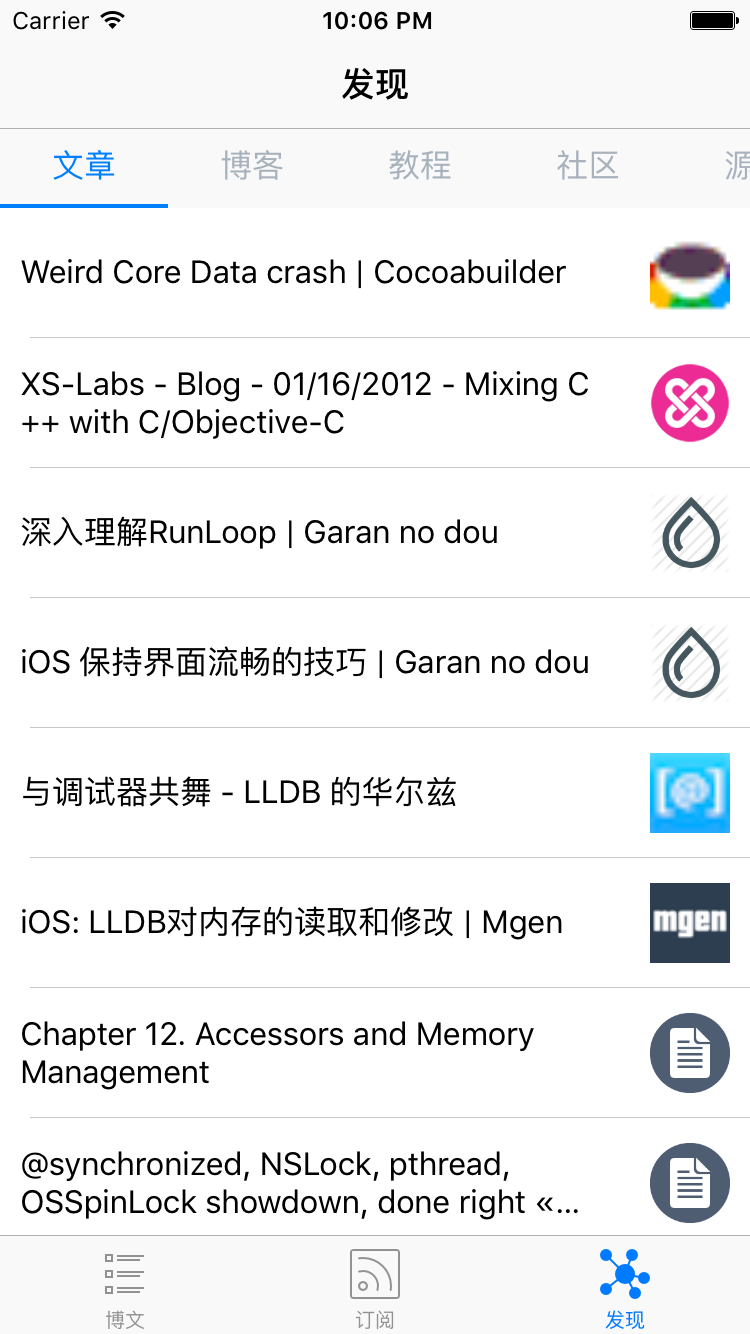 Carrier 10:06 PM
发现
文章 博客 教程 社区 源
Weird Core Data crash | Cocoabuilder
XS-Labs - Blog - 01/16/2012 - Mixing C
++ with C/Objective-C
深入理解RunLoop | Garan no dou
iOS 保持界面流畅的技巧 | Garan no dou
与调试器共舞 - LLDB 的华尔兹
[@]
iOS: LLDB对内存的读取和修改 | Mgen
mgen
Chapter 12. Accessors and Memory
Management
@synchronized, NSLock, pthread,
OSSpinLock showdown, done right «...
博文 订阅 发现